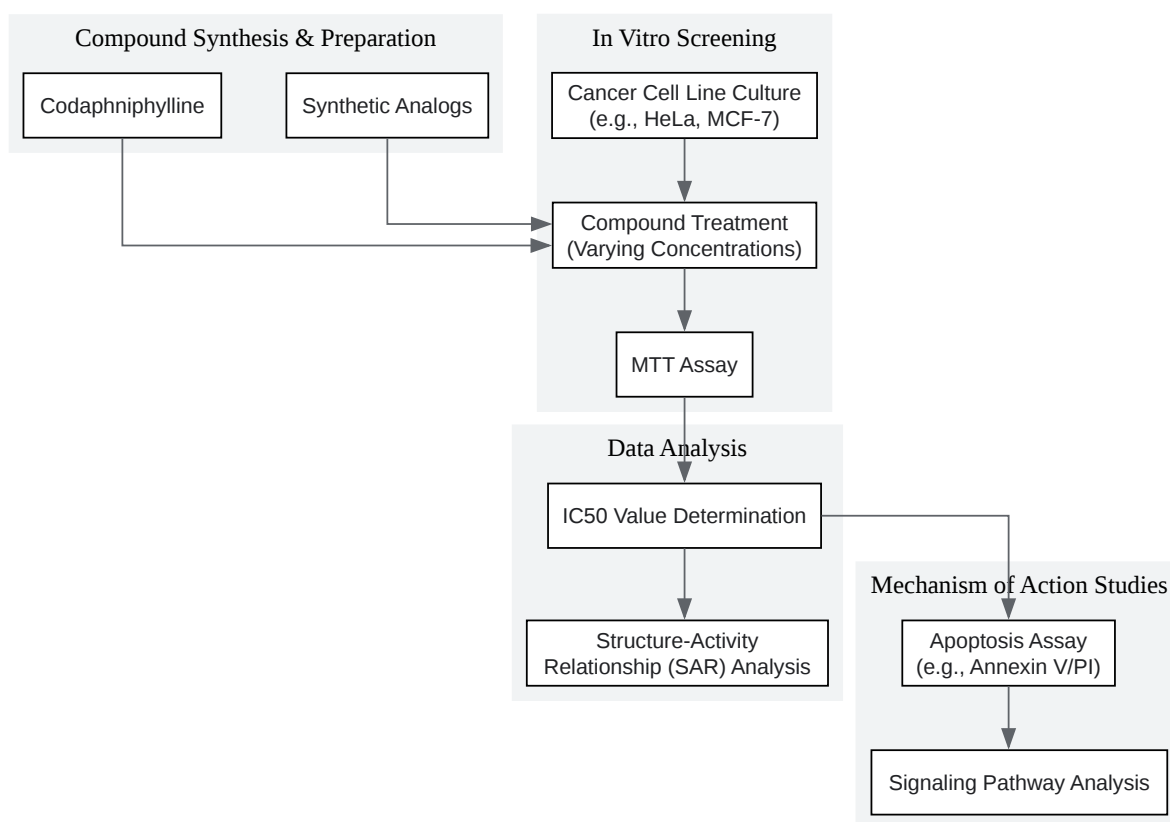 Compound Synthesis & Preparation
Codaphniphylline
Synthetic Analogs
In Vitro Screening
Cancer Cell Line Culture
(e.g., HeLa, MCF-7)
Compound Treatment
(Varying Concentrations)
MTT Assay
Data Analysis
IC50 Value Determination
Structure-Activity
Relationship (SAR) Analysis
Mechanism of Action Studies
Apoptosis Assay
(e.g., Annexin V/PI)
Signaling Pathway Analysis